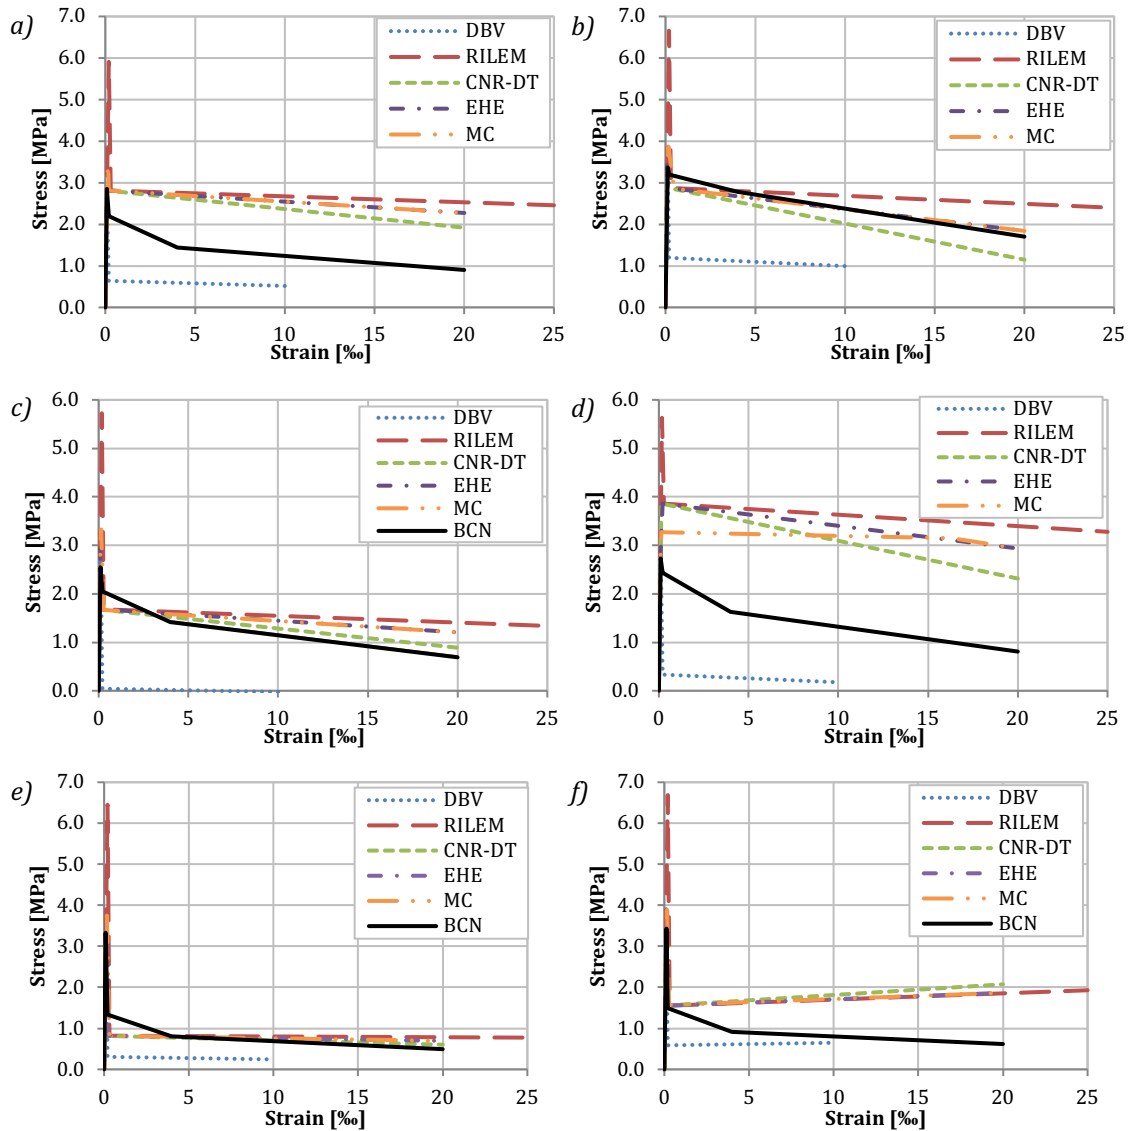 a)
7.0
6.0
5.0
4.0
3.0
2.0
1.0
0.0
Stress [MPa]
0 5 10 15 20 25
Strain [‰]
DBV
RILEM
CNR-DT
EHE
MC
b)
7.0
6.0
5.0
4.0
3.0
2.0
1.0
0.0
Stress [MPa]
0 5 10 15 20 25
Strain [‰]
DBV
RILEM
CNR-DT
EHE
MC
c)
6.0
5.0
4.0
3.0
2.0
1.0
0.0
Stress [MPa]
0 5 10 15 20 25
Strain [‰]
DBV
RILEM
CNR-DT
EHE
MC
BCN
d)
6.0
5.0
4.0
3.0
2.0
1.0
0.0
Stress [MPa]
0 5 10 15 20 25
Strain [‰]
DBV
RILEM
CNR-DT
EHE
MC
e)
7.0
6.0
5.0
4.0
3.0
2.0
1.0
0.0
Stress [MPa]
0 5 10 15 20 25
Strain [‰]
DBV
RILEM
CNR-DT
EHE
MC
BCN
f)
7.0
6.0
5.0
4.0
3.0
2.0
1.0
0.0
Stress [MPa]
0 5 10 15 20 25
Strain [‰]
DBV
RILEM
CNR-DT
EHE
MC
BCN